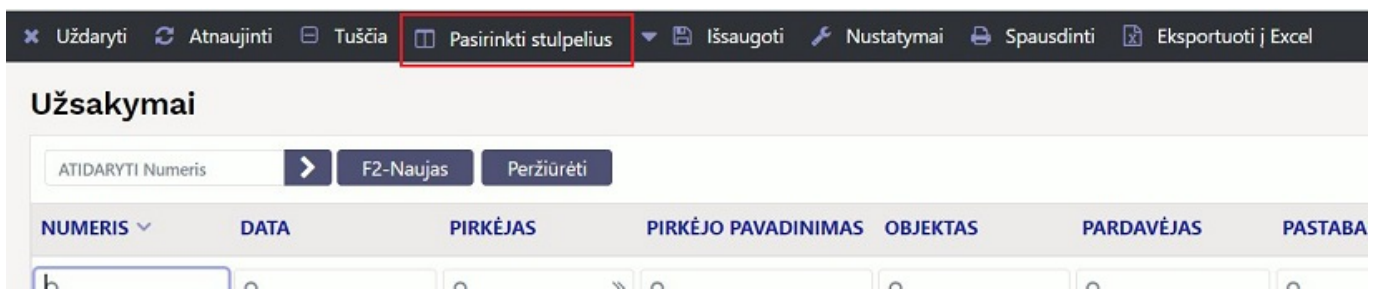 Uždaryti Atnaujinti Tuščia Pasirinkti stulpelius Išsaugoti Nustatymai Spausdinti Eksportuoti į Excel
Užsakymai
ATIDARYTI Numeris F2-Naujas Peržiūrėti
NUMERIS DATA PIRKĖJAS PIRKĖJO PAVADINIMAS OBJEKTAS PARDAVĖJAS PASTABA